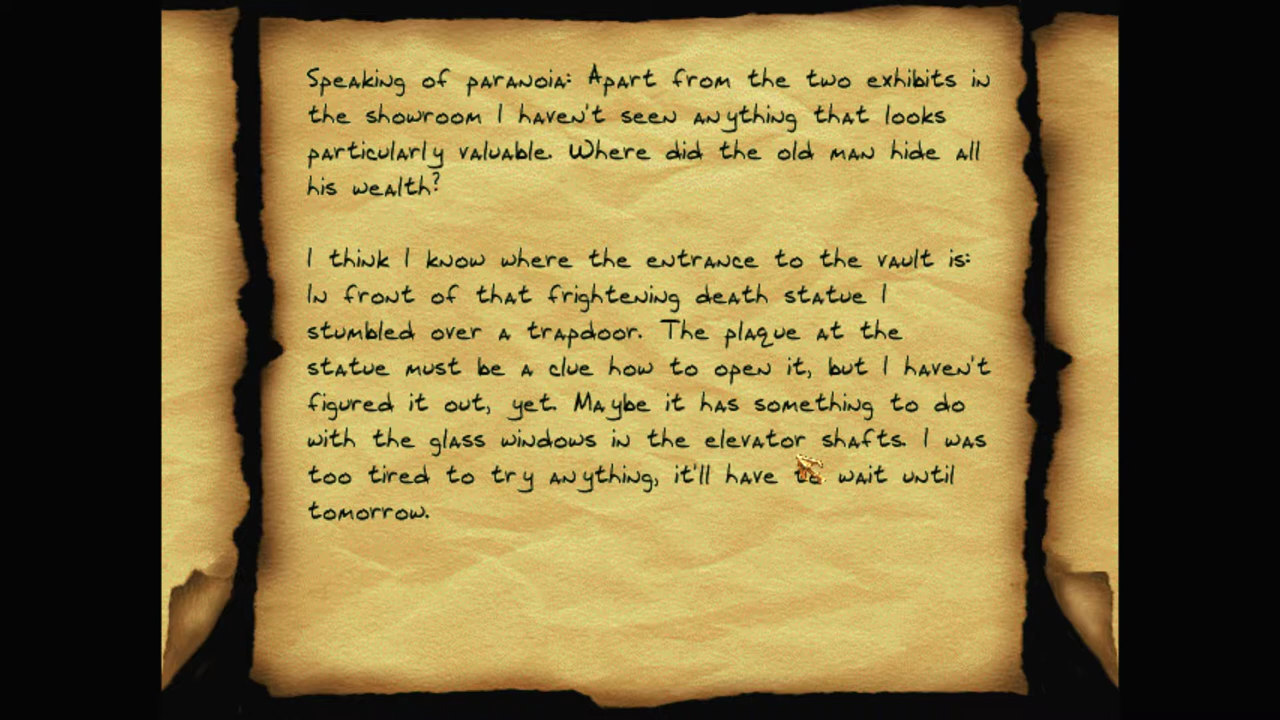 Speaking of paranoia: Apart from the two exhibits in
the showroom I haven't seen anything that looks
particularly valuable. Where did the old man hide all
his wealth?
I think I know where the entrance to the vault is:
In front of that frightening death statue I
stumbled over a trapdoor. The plaque at the
statue must be a clue how to open it, but I haven't
figured it out, yet. Maybe it has something to do
with the glass windows in the elevator shafts. I was
too tired to try anything, it'll have to wait until
tomorrow.